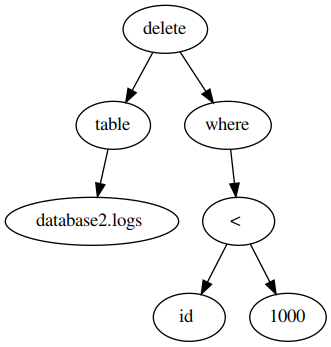 delete
table
where
database2.logs
<
id
1000